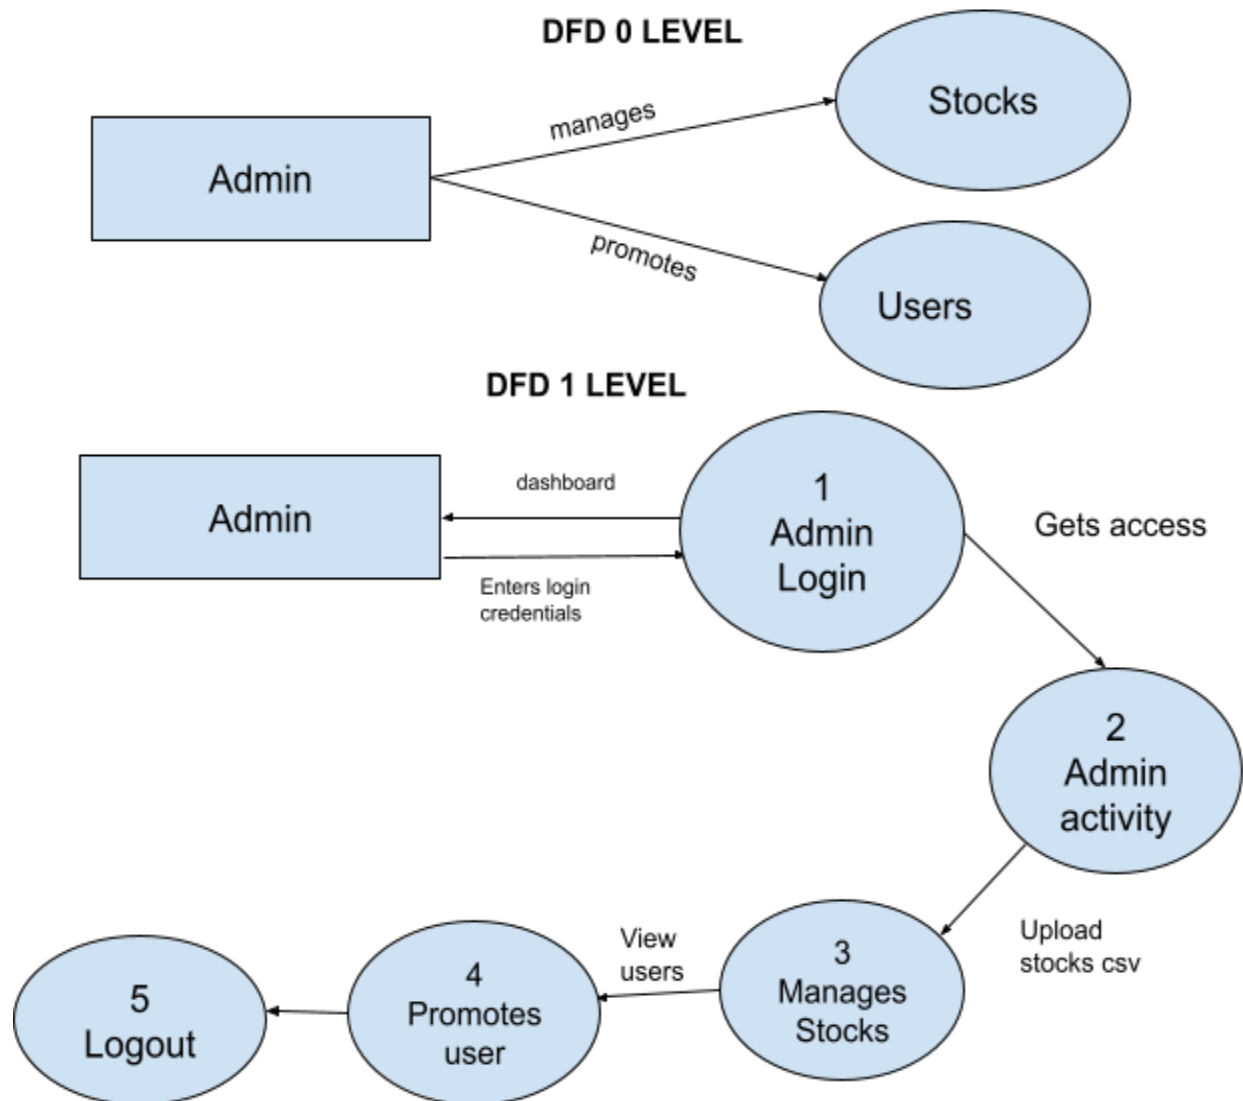 DFD 0 LEVEL
Stocks
manages
Admin
promotes
Users
DFD 1 LEVEL
dashboard
Admin
Enters login
credentials
1
Admin
Login
Gets access
2
Admin
activity
Upload
stocks csv
3
Manages
Stocks
View
users
4
Promotes
user
5
Logout